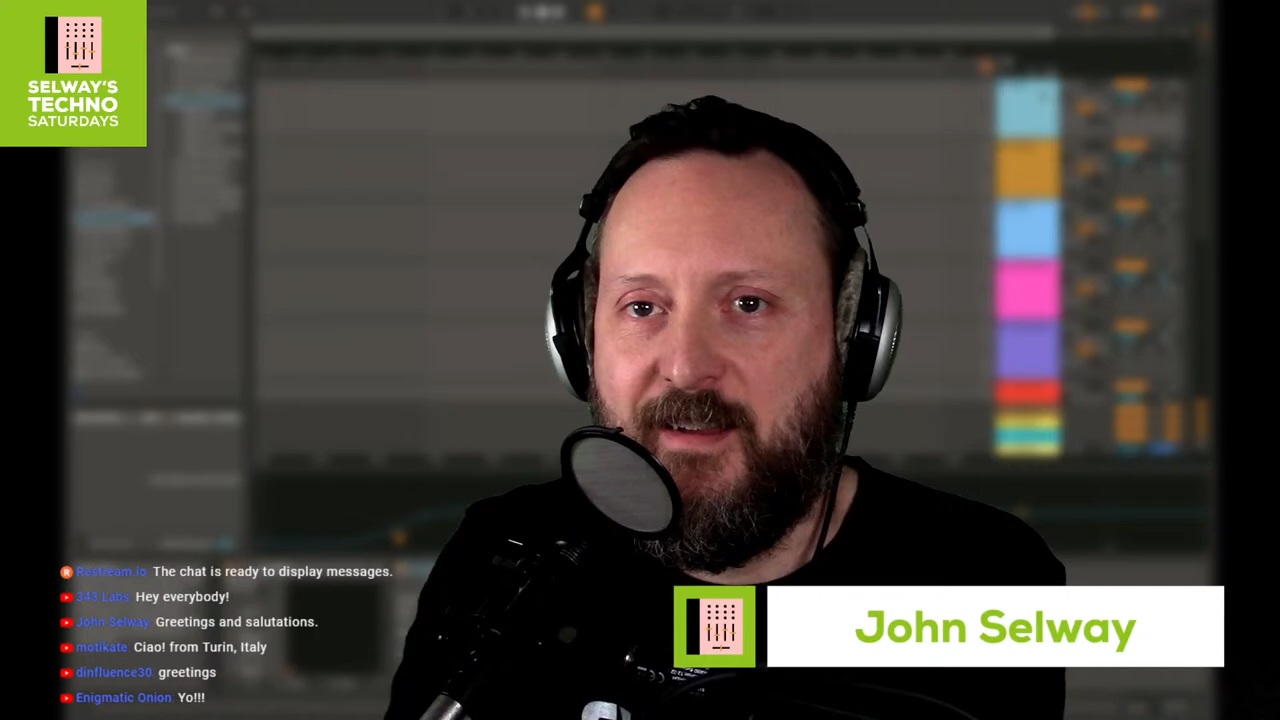 SELWAY'S
TECHNO
SATURDAYS
Restream.io The chat is ready to display messages.
343 Labs Hey everybody!
John Selway Greetings and salutations.
motikate Ciao! from Turin, Italy
dinfluence30 greetings
Enigmatic Onion Yo!!!
John Selway